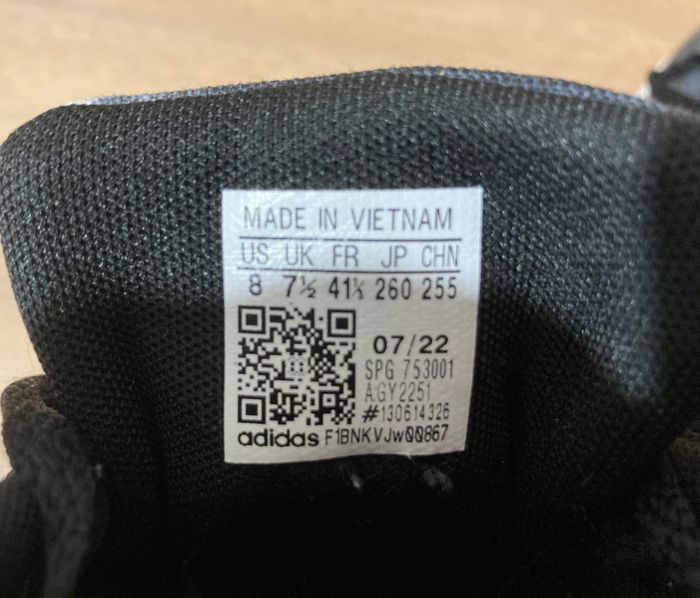 MADE IN VIETNAM
US UK FR JP CHN
8 7½ 41⅓ 260 255
07/22
SPG 753001
A.GY2251
#130614326
adidas F1BNKVJw00867